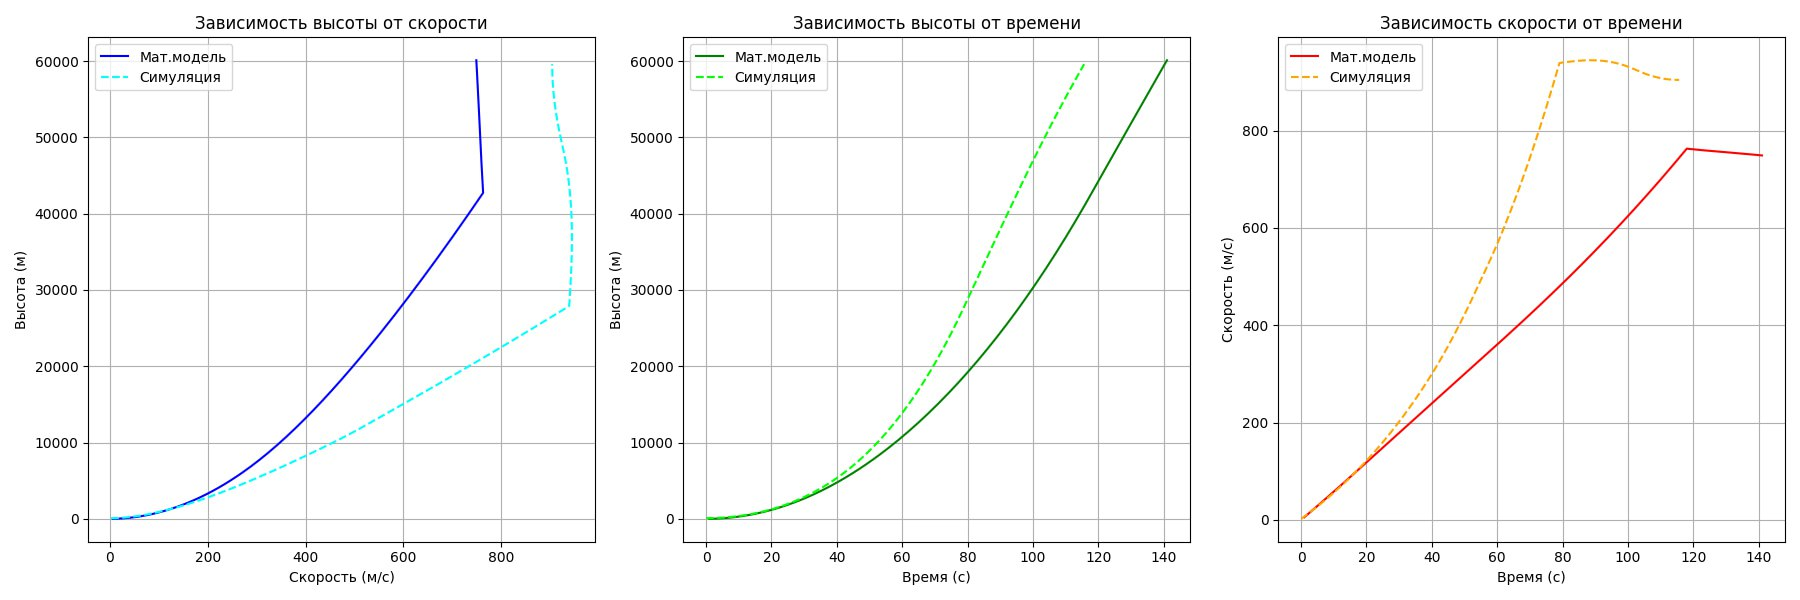 Зависимость высоты от скорости
Мат.модель
Симуляция
60000
50000
40000
30000
20000
10000
0
Высота (м)
0 200 400 600 800
Скорость (м/с)
Зависимость высоты от времени
Мат.модель
Симуляция
60000
50000
40000
30000
20000
10000
0
Высота (м)
0 20 40 60 80 100 120 140
Время (с)
Зависимость скорости от времени
Мат.модель
Симуляция
800
600
400
200
0
Скорость (м/с)
0 20 40 60 80 100 120 140
Время (с)